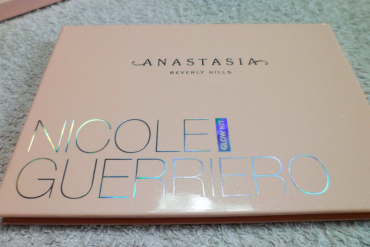 ANASTASIA
BEVERLY HILLS
NICOLE GLOW KIT
GUERRIERO